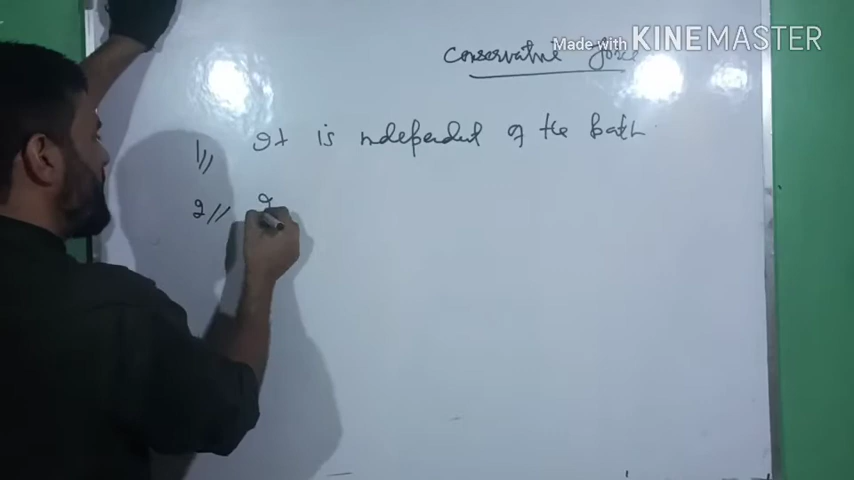 Made with KINEMASTER
Conservative force
1// It is independent of the path
2//